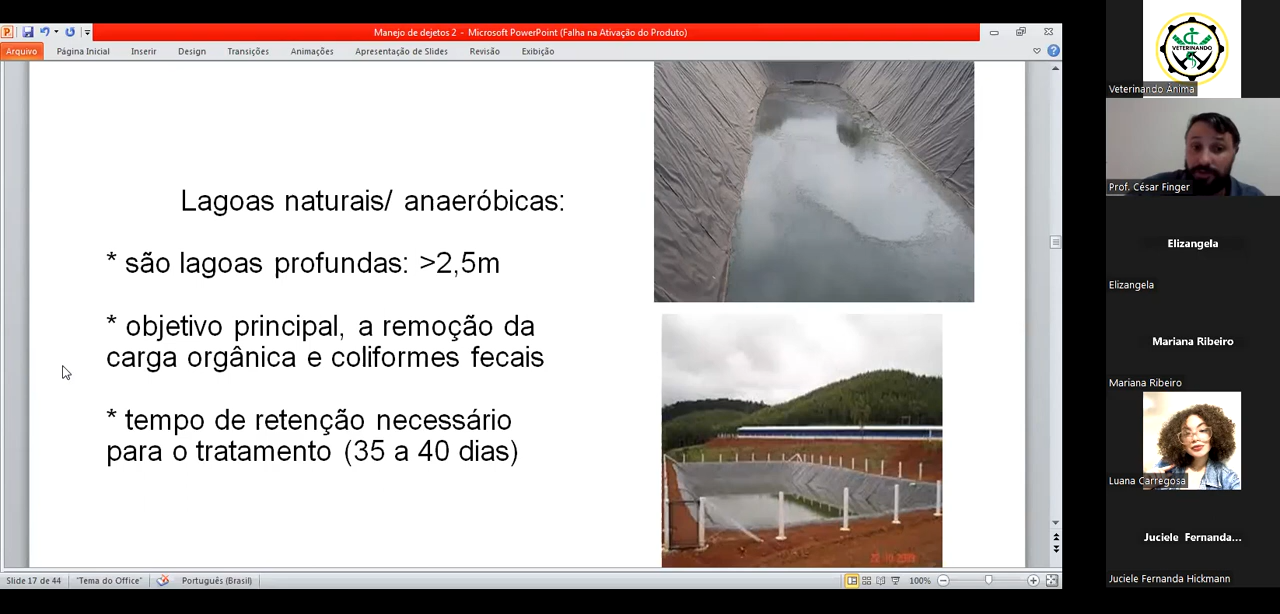 Manejo de dejetos 2 - Microsoft PowerPoint (Falha na Ativação do Produto)
Arquivo
Página Inicial
Inserir
Design
Transições
Animações
Apresentação de Slides
Revisão
Exibição
Lagoas naturais/ anaeróbicas:
* são lagoas profundas: >2,5m
* objetivo principal, a remoção da
carga orgânica e coliformes fecais
* tempo de retenção necessário
para o tratamento (35 a 40 dias)
Slide 17 de 44
"Tema do Office"
Português (Brasil)
100%
VETERINANDO
Veterinando Ânima
Prof. César Finger
Elizangela
Elizangela
Mariana Ribeiro
Mariana Ribeiro
Luana Carregosa
Juciele Fernanda...
Juciele Fernanda Hickmann